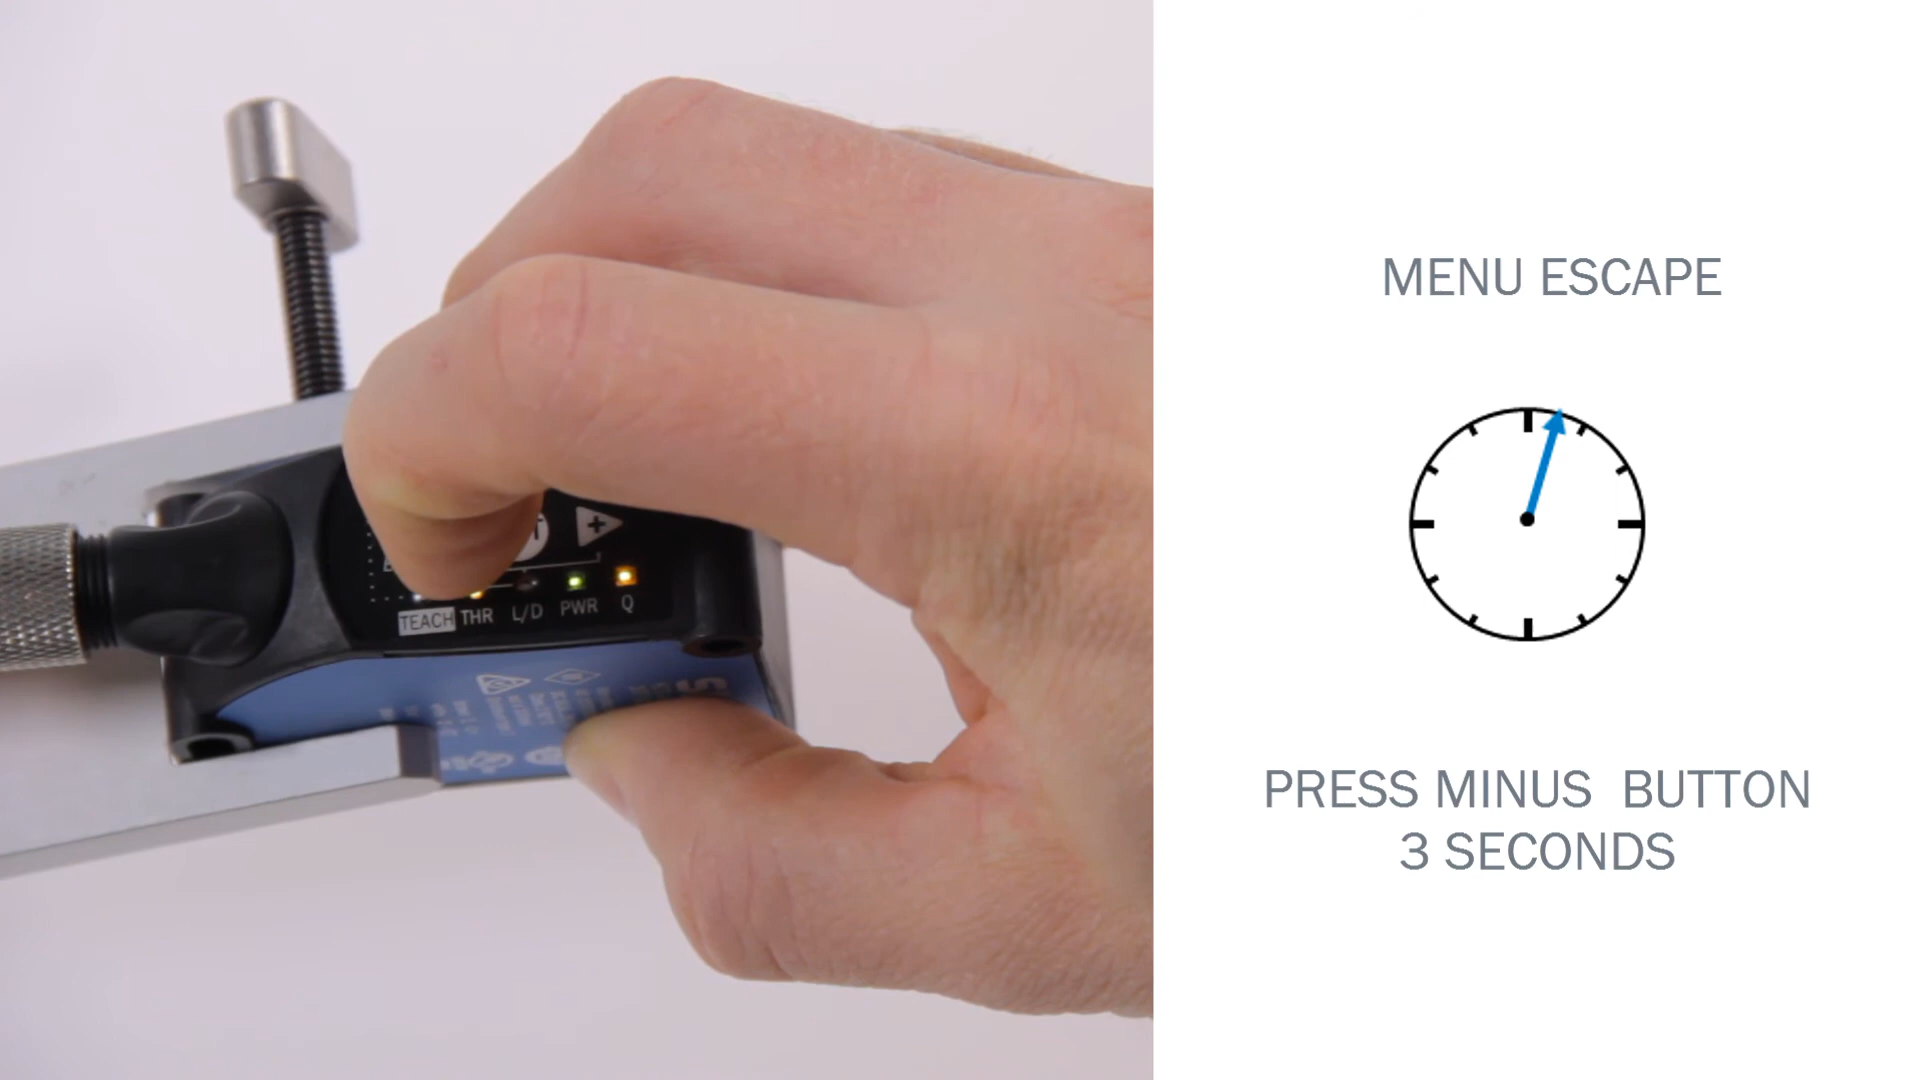 MENU ESCAPE
+
T
TEACH THR L/D PWR Q
PRESS MINUS BUTTON
3 SECONDS